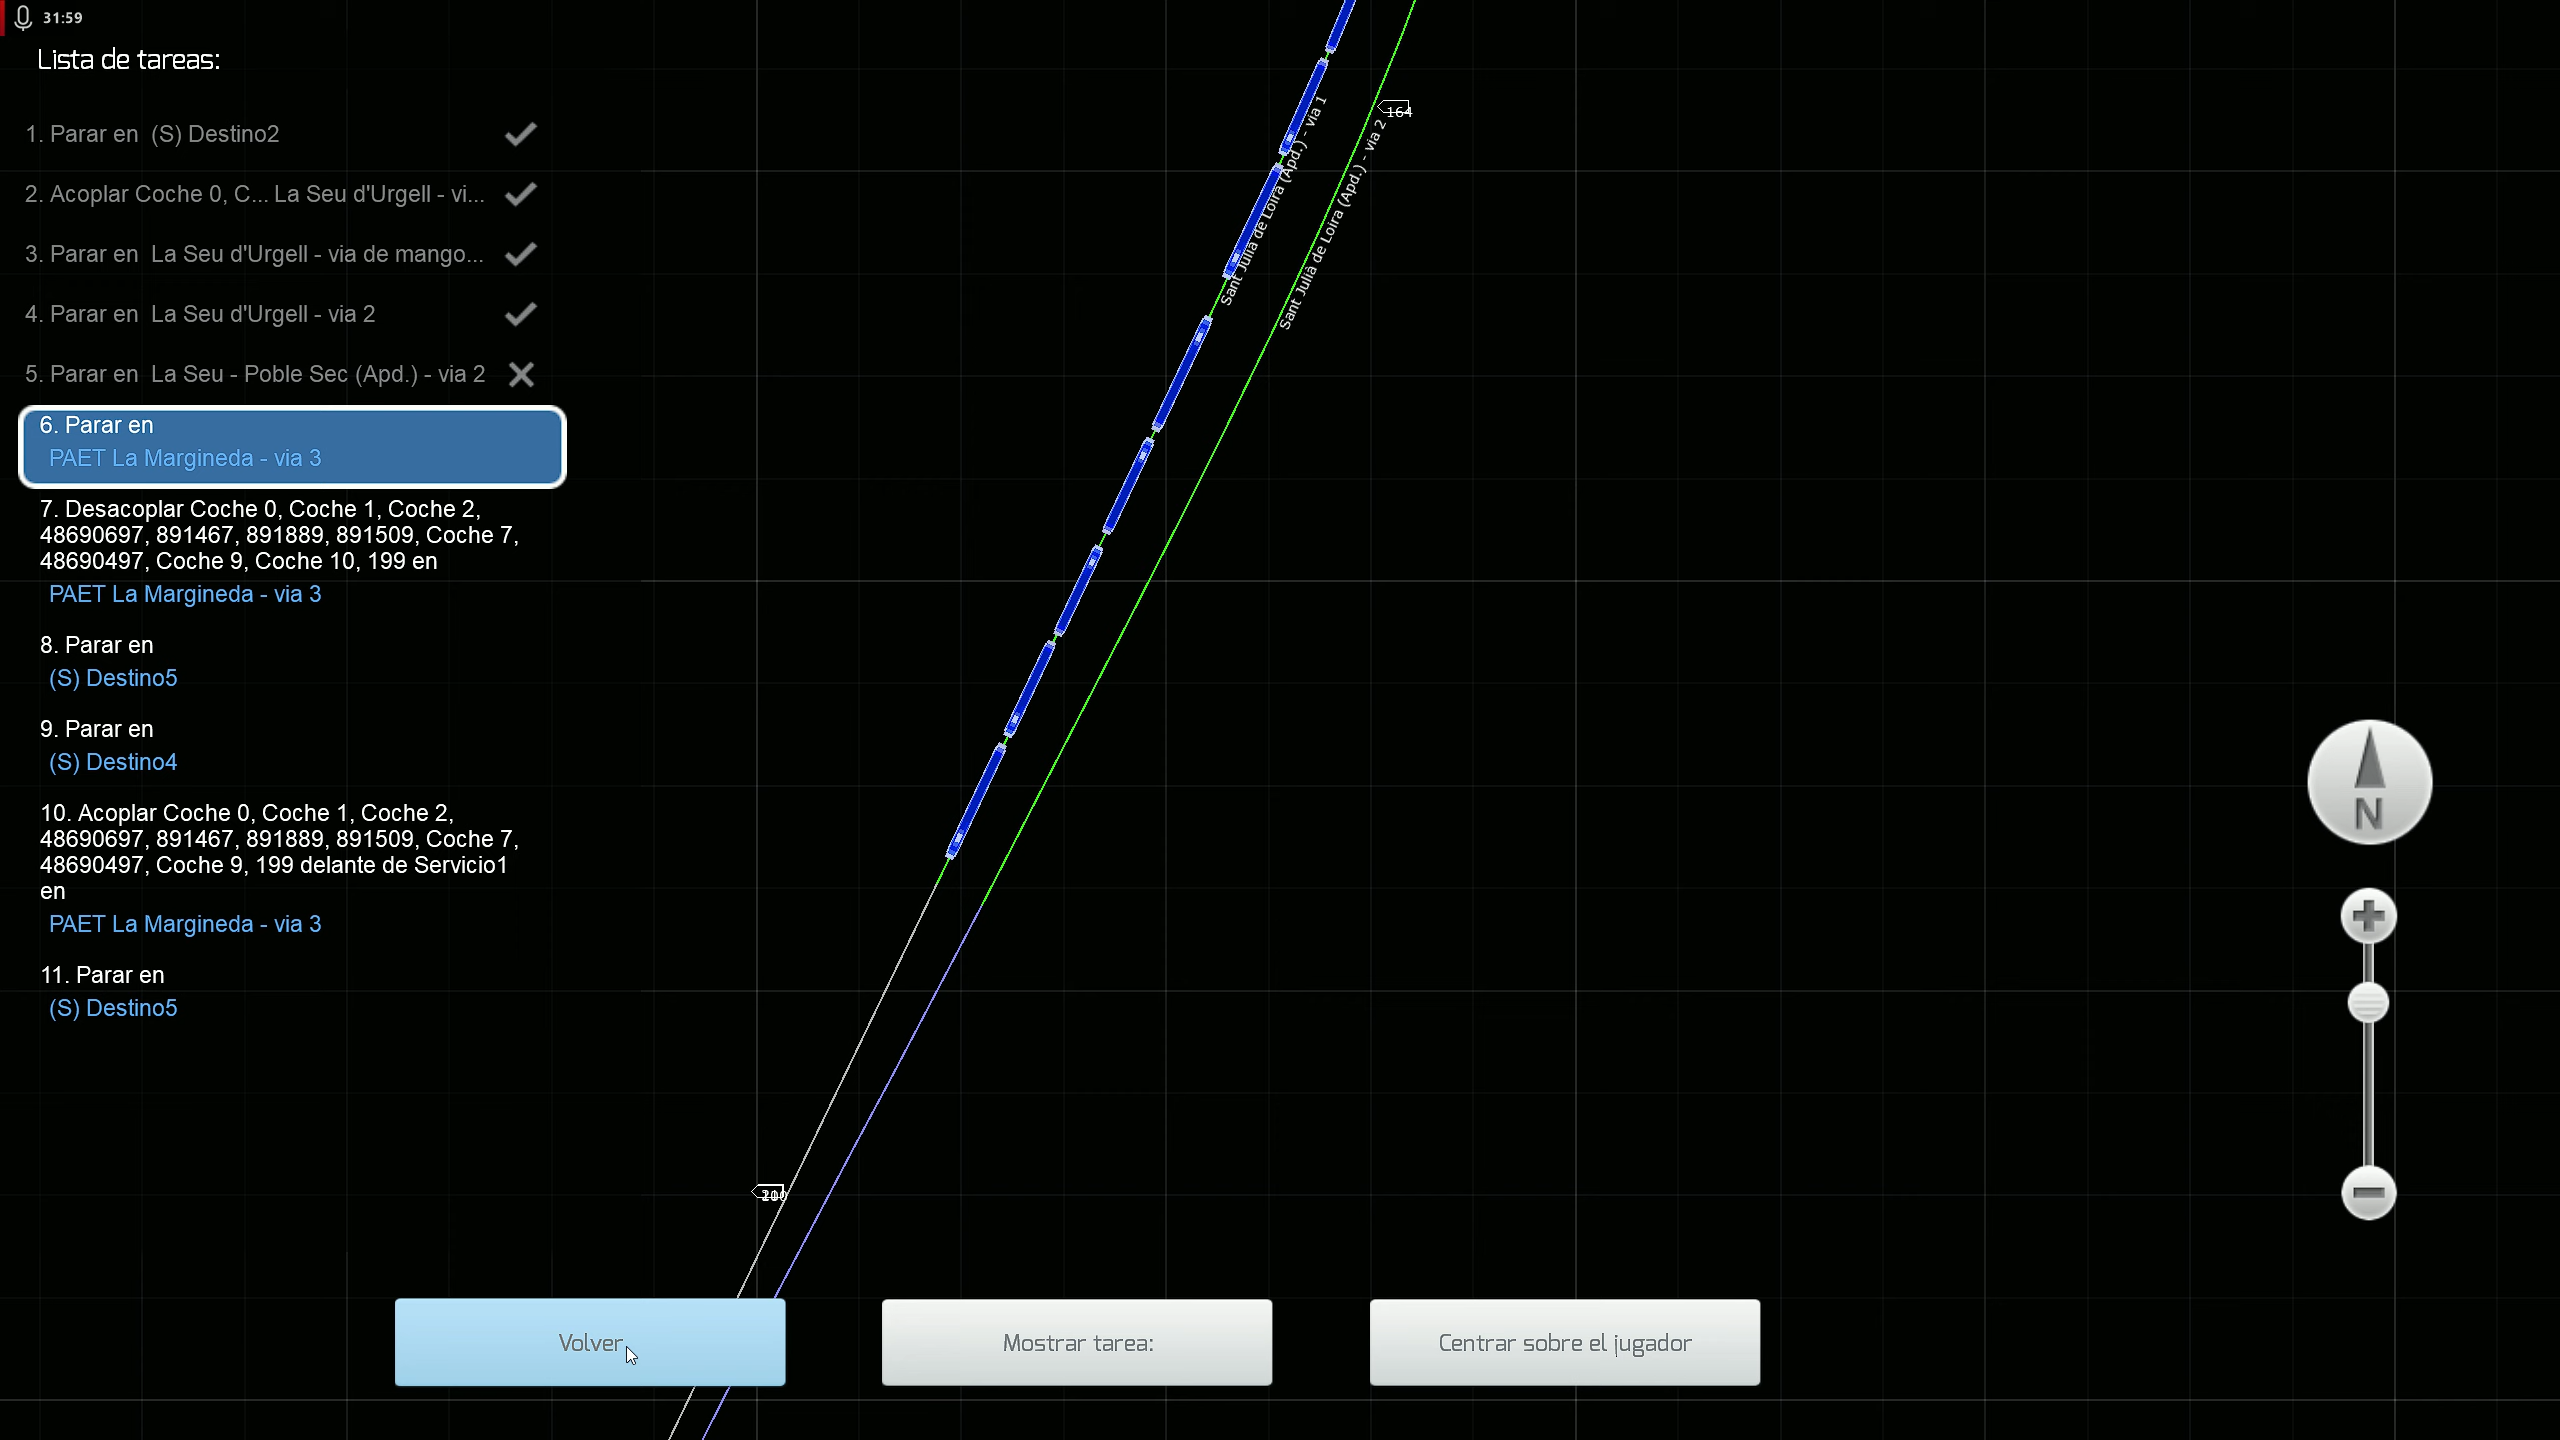 31:59
Lista de tareas:
1. Parar en (S) Destino2
2. Acoplar Coche 0, C... La Seu d'Urgell - vi...
3. Parar en La Seu d'Urgell - via de mango...
4. Parar en La Seu d'Urgell - via 2
5. Parar en La Seu - Poble Sec (Apd.) - via 2
6. Parar en
PAET La Margineda - via 3
7. Desacoplar Coche 0, Coche 1, Coche 2,
48690697, 891467, 891889, 891509, Coche 7,
48690497, Coche 9, Coche 10, 199 en
PAET La Margineda - via 3
8. Parar en
(S) Destino5
9. Parar en
(S) Destino4
10. Acoplar Coche 0, Coche 1, Coche 2,
48690697, 891467, 891889, 891509, Coche 7,
48690497, Coche 9, 199 delante de Servicio1
en
PAET La Margineda - via 3
11. Parar en
(S) Destino5
Sant Julià de Loira (Apd.) - via 1
Sant Julià de Loira (Apd.) - via 2
164
N
Volver
Mostrar tarea:
Centrar sobre el jugador